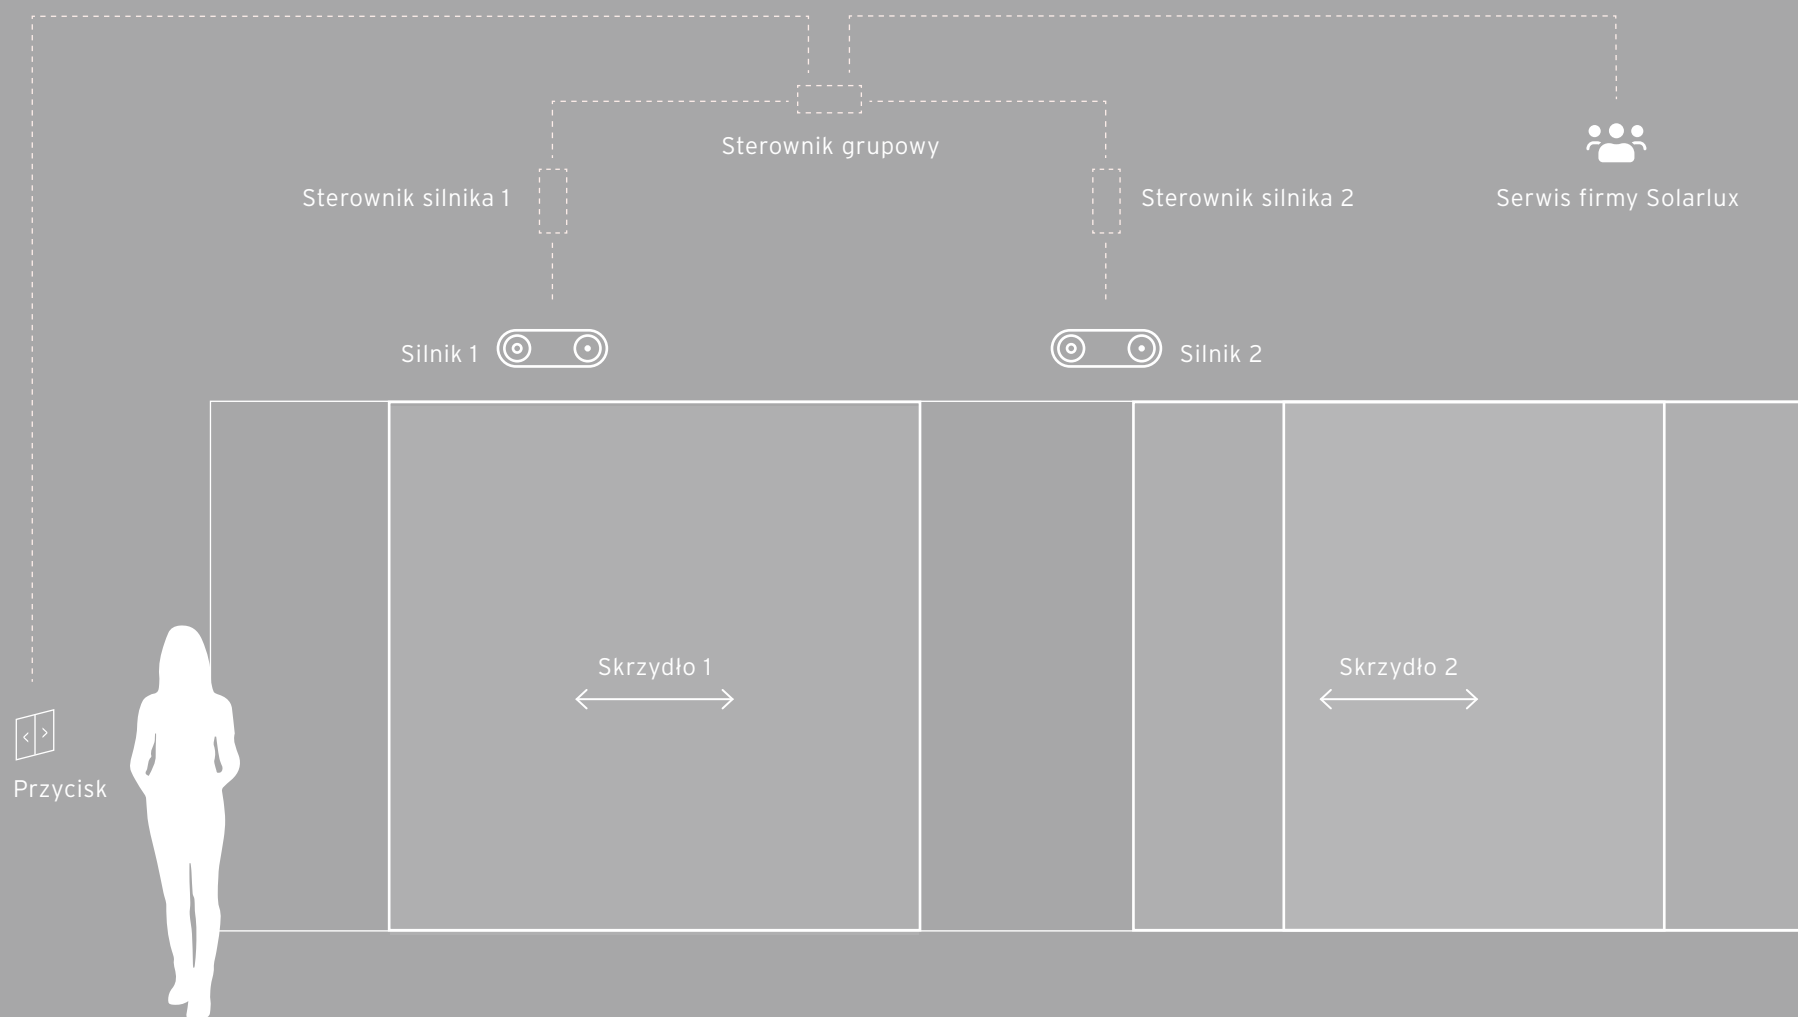 Sterownik grupowy
Sterownik silnika 1
Sterownik silnika 2
Serwis firmy Solarlux
Silnik 1
Silnik 2
Skrzydło 1
Skrzydło 2
Przycisk